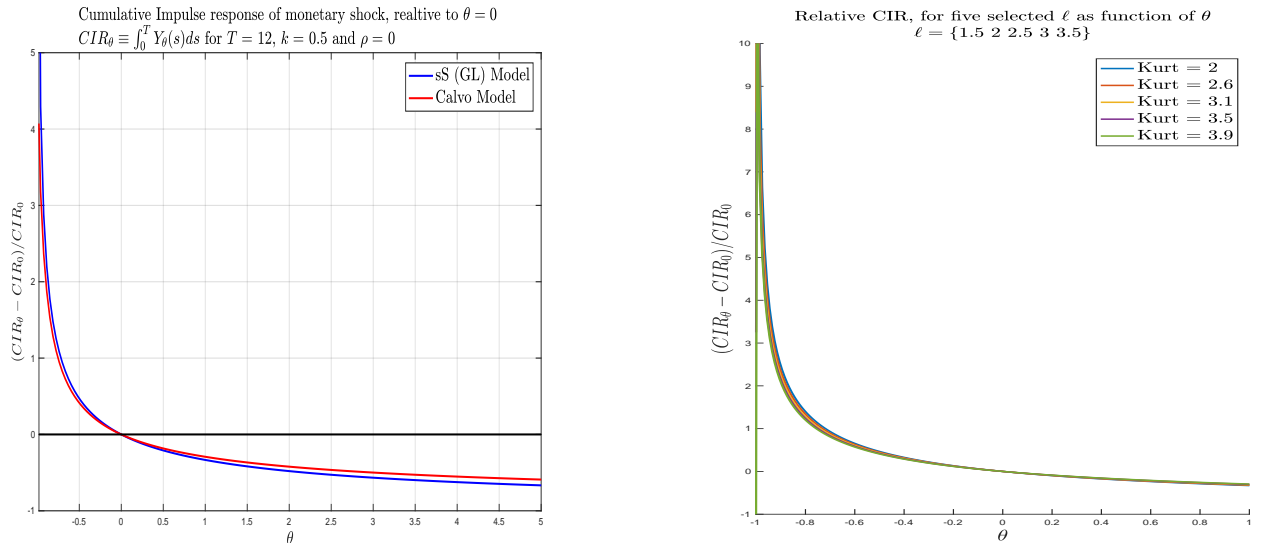 Cumulative Impulse response of monetary shock, realtive to θ = 0
CIR_θ ≡ ∫_0^T Y_θ(s)ds for T = 12, k = 0.5 and ρ = 0
(CIR_θ − CIR_0)/CIR_0
5
4
3
2
1
0
-1
-0.5 0 0.5 1 1.5 2 2.5 3 3.5 4 4.5 5
θ
sS (GL) Model
Calvo Model
Relative CIR, for five selected ℓ as function of θ
ℓ = {1.5 2 2.5 3 3.5}
(CIR_θ − CIR_0)/CIR_0
10
9
8
7
6
5
4
3
2
1
0
-1
-1 -0.8 -0.6 -0.4 -0.2 0 0.2 0.4 0.6 0.8 1
θ
Kurt = 2
Kurt = 2.6
Kurt = 3.1
Kurt = 3.5
Kurt = 3.9